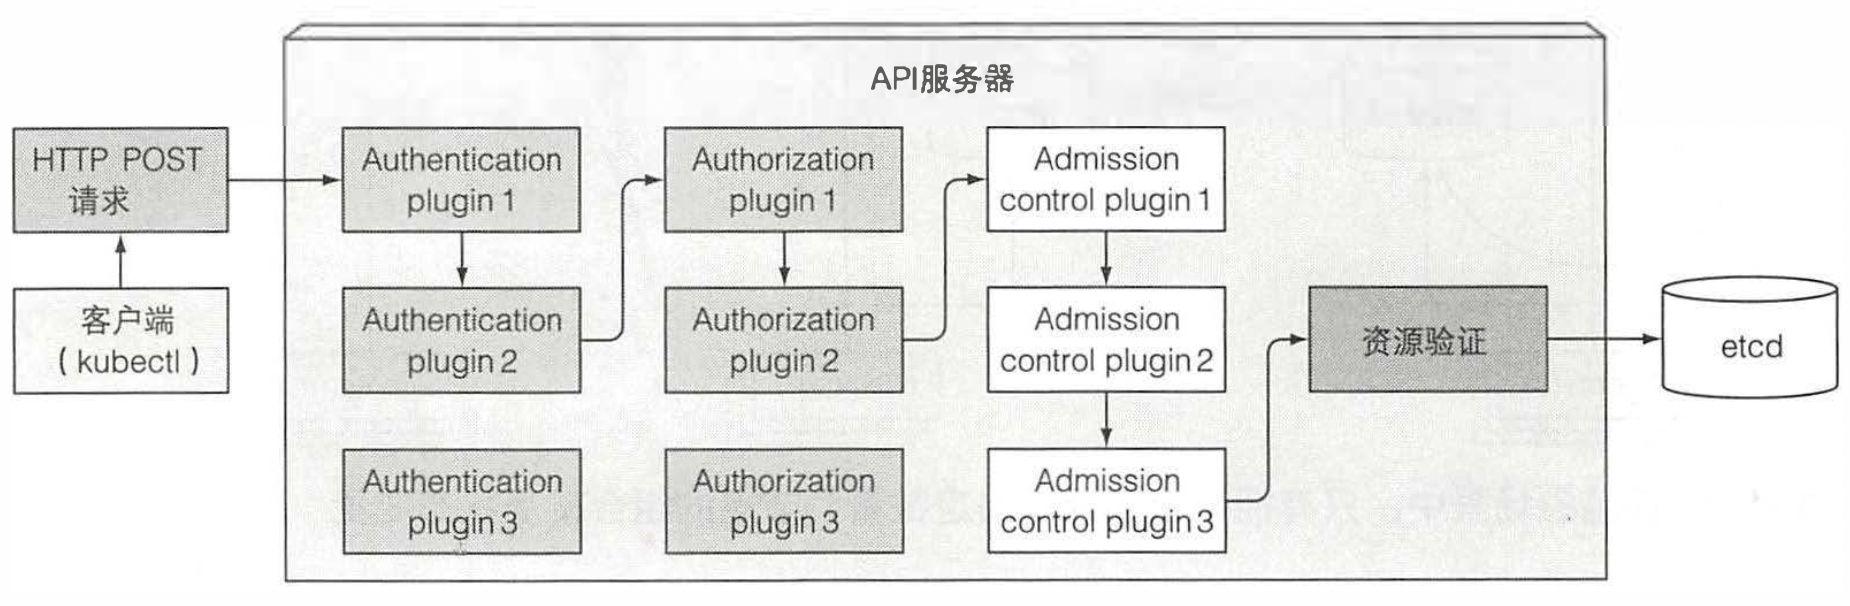 API服务器
HTTP POST
请求
客户端
(kubectl)
Authentication
plugin 1
Authentication
plugin 2
Authentication
plugin 3
Authorization
plugin 1
Authorization
plugin 2
Authorization
plugin 3
Admission
control plugin 1
Admission
control plugin 2
Admission
control plugin 3
资源验证
etcd